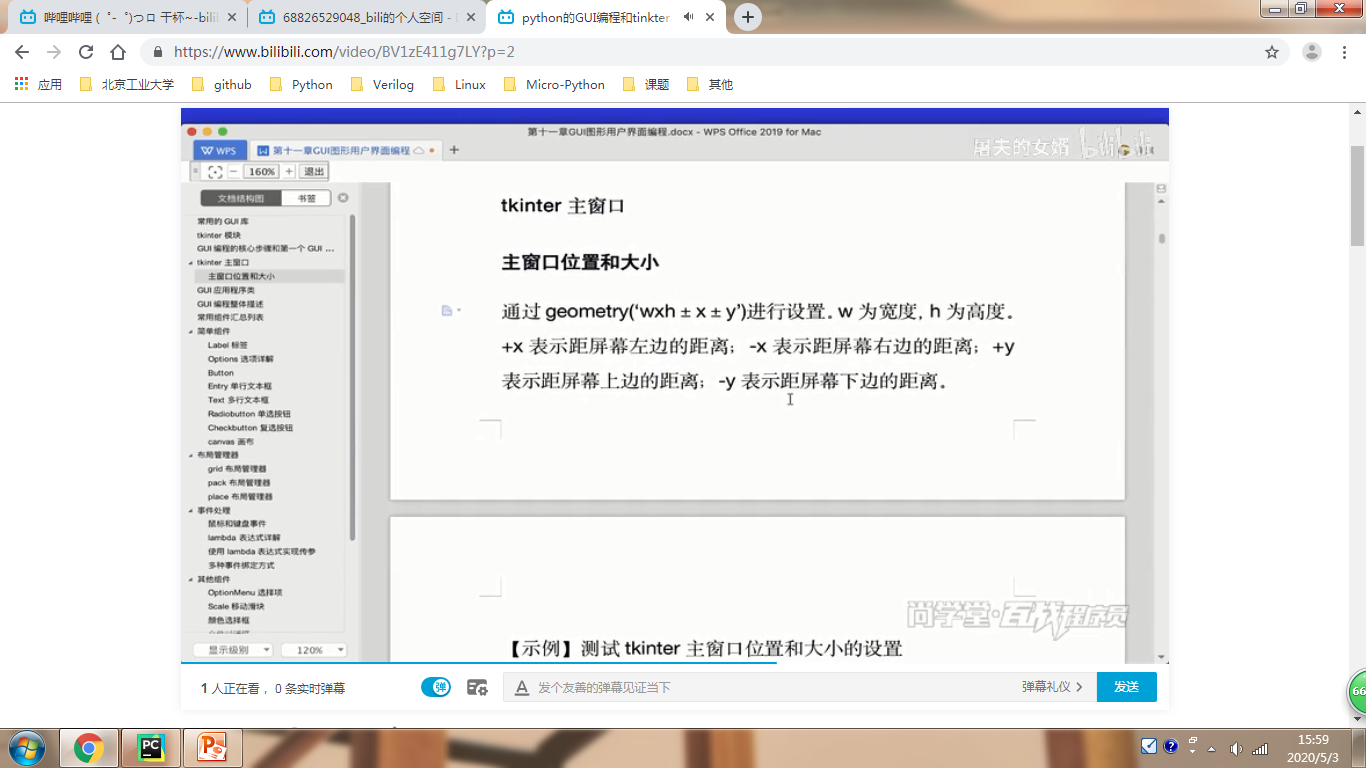 哔哩哔哩 ( ゜- ゜)つロ 干杯~-bili
68826529048_bili的个人空间 -
python的GUI编程和tinkter
https://www.bilibili.com/video/BV1zE411g7LY?p=2
应用 北京工业大学 github Python Verilog Linux Micro-Python 课题 其他
第十一章GUI图形用户界面编程.docx - WPS Office 2019 for Mac
WPS 第十一章GUI图形用户界面编程
屠夫的女婿 bilibili
160% 退出
文档结构图 书签
常用的 GUI 库
tkinter 模块
GUI 编程的核心步骤和第一个 GUI ...
tkinter 主窗口
主窗口位置和大小
GUI 应用程序类
GUI 编程整体描述
常用组件汇总列表
简单组件
Label 标签
Options 选项详解
Button
Entry 单行文本框
Text 多行文本框
Radiobutton 单选按钮
Checkbutton 复选按钮
canvas 画布
布局管理器
grid 布局管理器
pack 布局管理器
place 布局管理器
事件处理
鼠标和键盘事件
lambda 表达式详解
使用 lambda 表达式实现传参
多种事件绑定方式
其他组件
OptionMenu 选择项
Scale 移动滑块
颜色选择框
显示级别 120%
tkinter 主窗口
主窗口位置和大小
通过 geometry(‘wxh ± x ± y’)进行设置。w 为宽度, h 为高度。
+x 表示距屏幕左边的距离；-x 表示距屏幕右边的距离；+y
表示距屏幕上边的距离；-y 表示距屏幕下边的距离。
尚学堂·百战程序员
【示例】测试 tkinter 主窗口位置和大小的设置
1 人正在看， 0 条实时弹幕
弹
发个友善的弹幕见证当下
弹幕礼仪
发送
66
15:59
2020/5/3